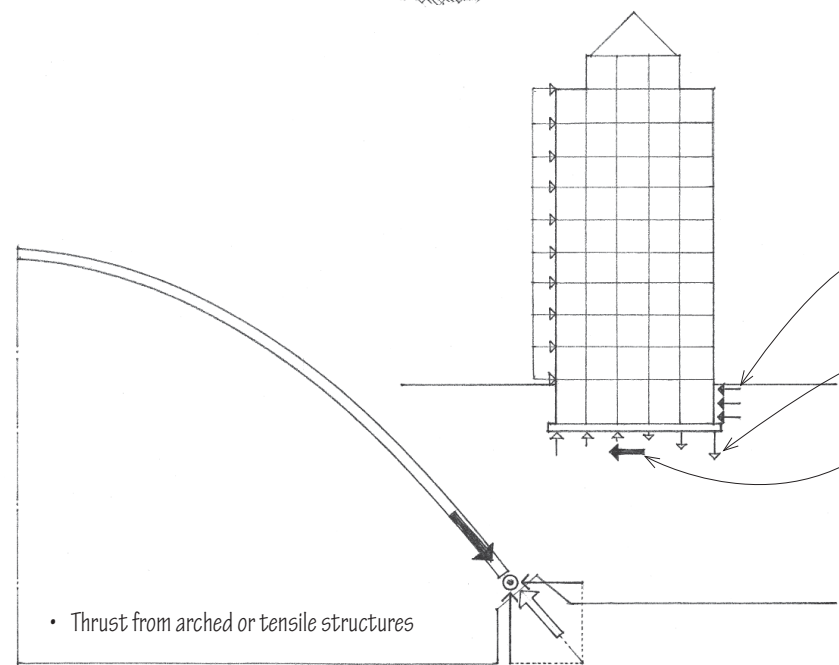 • Thrust from arched or tensile structures